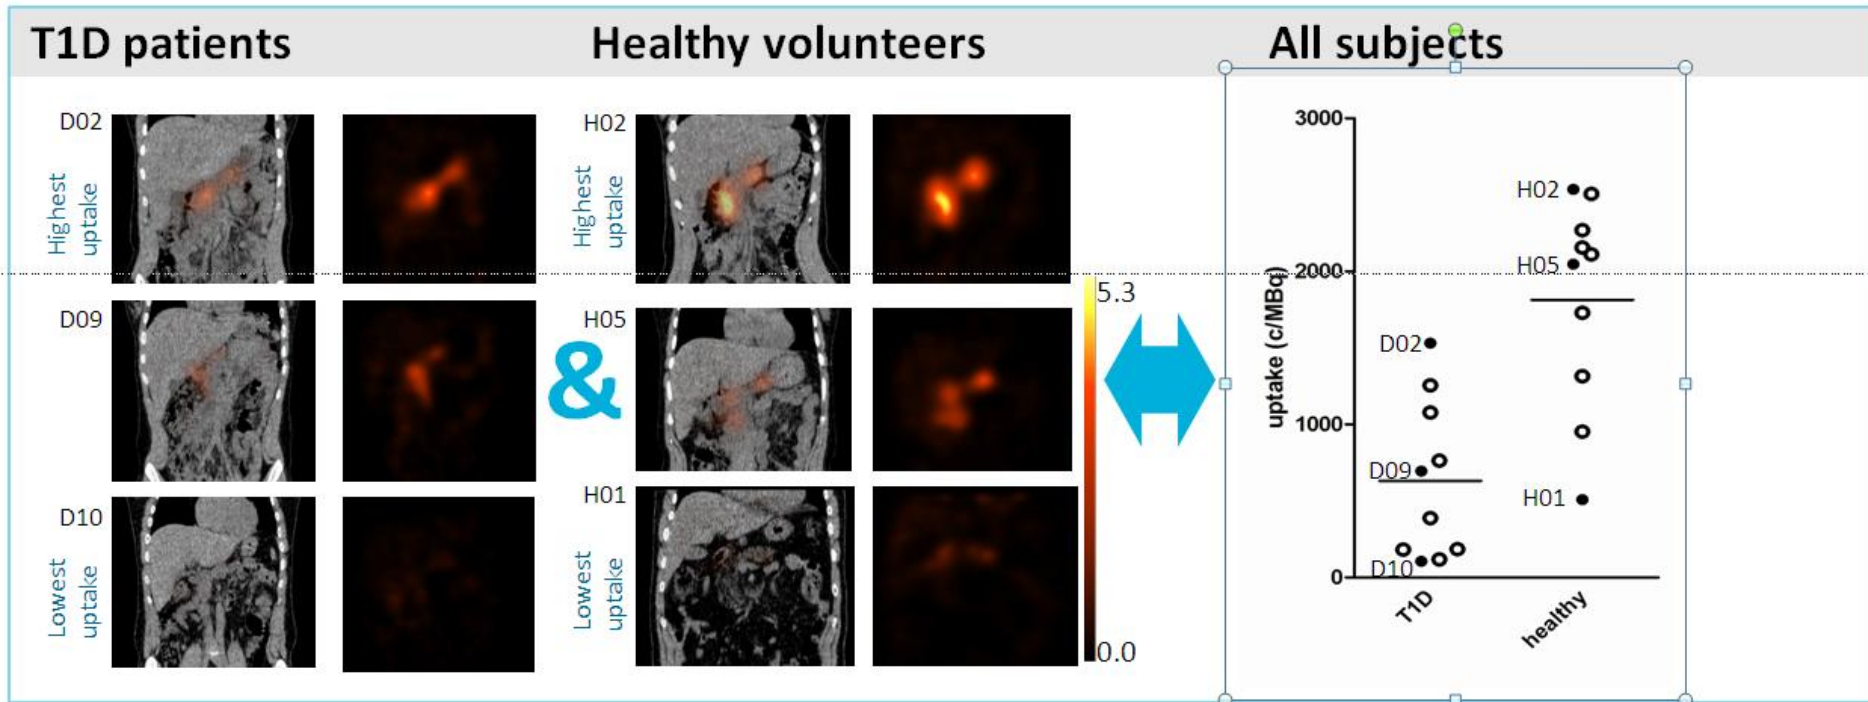 T1D patients
Healthy volunteers
All subjects
D02
Highest
uptake
D09
D10
Lowest
uptake
H02
Highest
uptake
&
H05
H01
Lowest
uptake
5.3
0.0
uptake (c/MBq)
3000
2000
1000
0
H02
H05
D02
D09
H01
D10
T1D
healthy